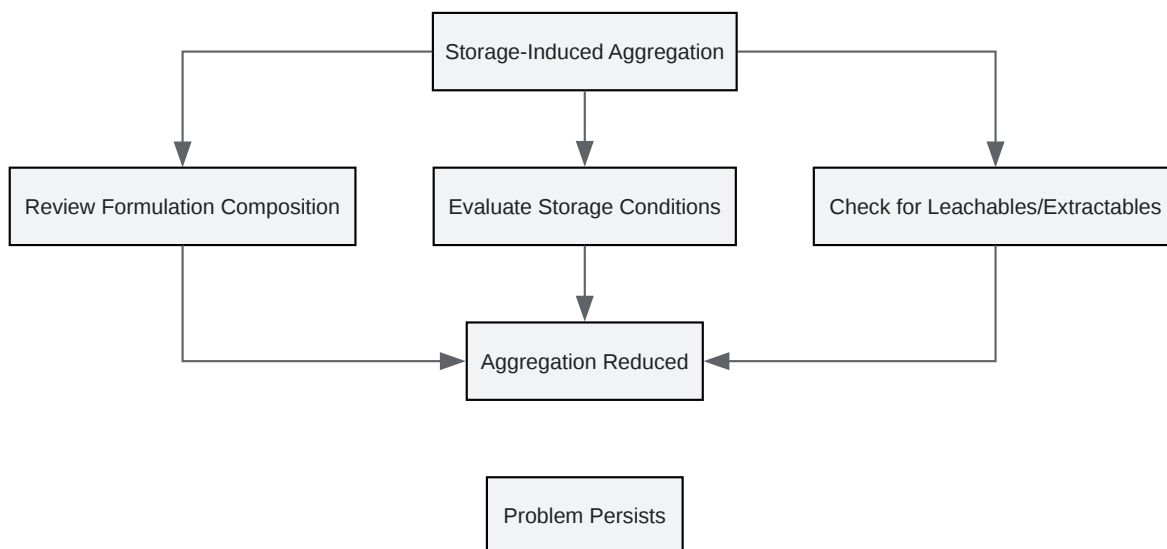 Storage-Induced Aggregation
Review Formulation Composition
Evaluate Storage Conditions
Check for Leachables/Extractables
Aggregation Reduced
Problem Persists